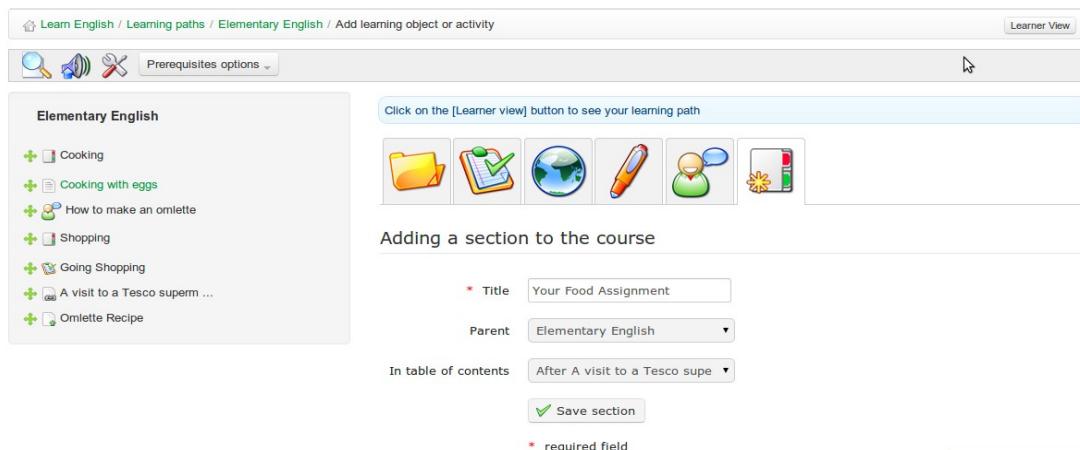 Learn English / Learning paths / Elementary English / Add learning object or activity
Learner View
Prerequisites options
Elementary English
Cooking
Cooking with eggs
How to make an omlette
Shopping
Going Shopping
A visit to a Tesco superm ...
Omlette Recipe
Click on the [Learner view] button to see your learning path
Adding a section to the course
* Title Your Food Assignment
Parent Elementary English
In table of contents After A visit to a Tesco supe
Save section
* required field